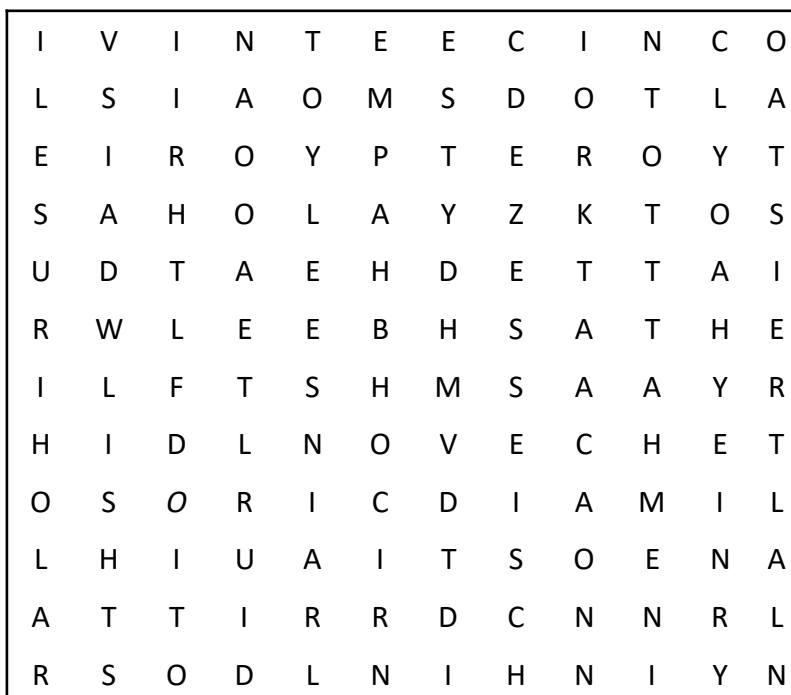 I V I N T E E C I N C O
L S I A O M S D O T L A
E I R O Y P T E R O Y T
S A H O L A Y Z K T O S
U D T A E H D E T T A I
R W L E E B H S A T H E
I L F T S H M S A A Y R
H I D L N O V E C H E T
O S O R I C D I A M I L
L H I U A I T S O E N A
A T T I R R D C N N R L
R S O D L N I H N I Y N